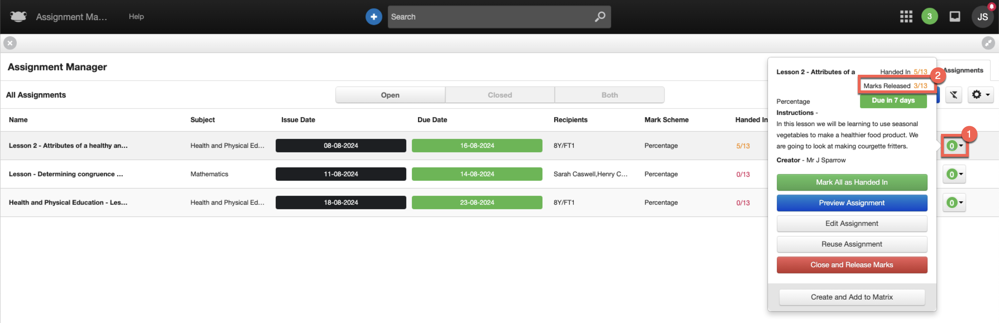 Assignment Ma...
Help
Search
3
JS
Assignment Manager
Assignments
All Assignments
Open
Closed
Both
Name
Subject
Issue Date
Due Date
Recipients
Mark Scheme
Handed In
Lesson 2 - Attributes of a healthy an...
Health and Physical Ed...
08-08-2024
16-08-2024
8Y/FT1
Percentage
5/13
0
1
Lesson - Determining congruence ...
Mathematics
11-08-2024
14-08-2024
Sarah Caswell,Henry C...
Percentage
0/13
0
Health and Physical Education - Les...
Health and Physical Ed...
18-08-2024
23-08-2024
8Y/FT1
Percentage
0/13
0
Lesson 2 - Attributes of a
Handed In 5/13
2
Marks Released 3/13
Percentage
Due in 7 days
Instructions -
In this lesson we will be learning to use seasonal
vegetables to make a healthier food product. We
are going to look at making courgette fritters.
Creator - Mr J Sparrow
Mark All as Handed In
Preview Assignment
Edit Assignment
Reuse Assignment
Close and Release Marks
Create and Add to Matrix